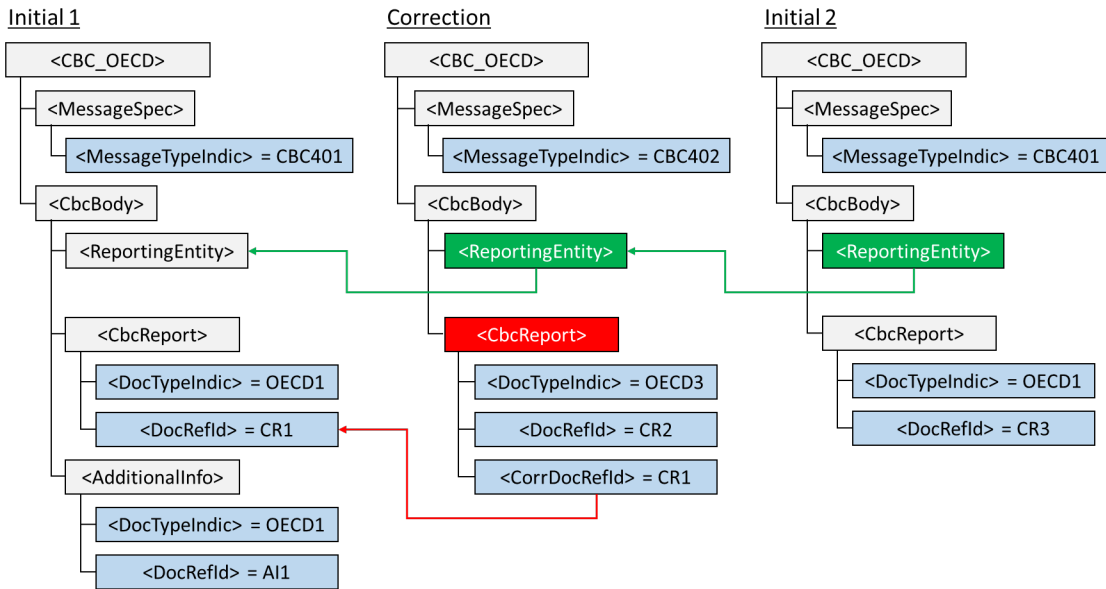 Initial 1
<CBC_OECD>
<MessageSpec>
<MessageTypeIndic> = CBC401
<CbcBody>
<ReportingEntity>
<CbcReport>
<DocTypeIndic> = OECD1
<DocRefId> = CR1
<AdditionalInfo>
<DocTypeIndic> = OECD1
<DocRefId> = AI1
Correction
<CBC_OECD>
<MessageSpec>
<MessageTypeIndic> = CBC402
<CbcBody>
<ReportingEntity>
<CbcReport>
<DocTypeIndic> = OECD3
<DocRefId> = CR2
<CorrDocRefId> = CR1
Initial 2
<CBC_OECD>
<MessageSpec>
<MessageTypeIndic> = CBC401
<CbcBody>
<ReportingEntity>
<CbcReport>
<DocTypeIndic> = OECD1
<DocRefId> = CR3